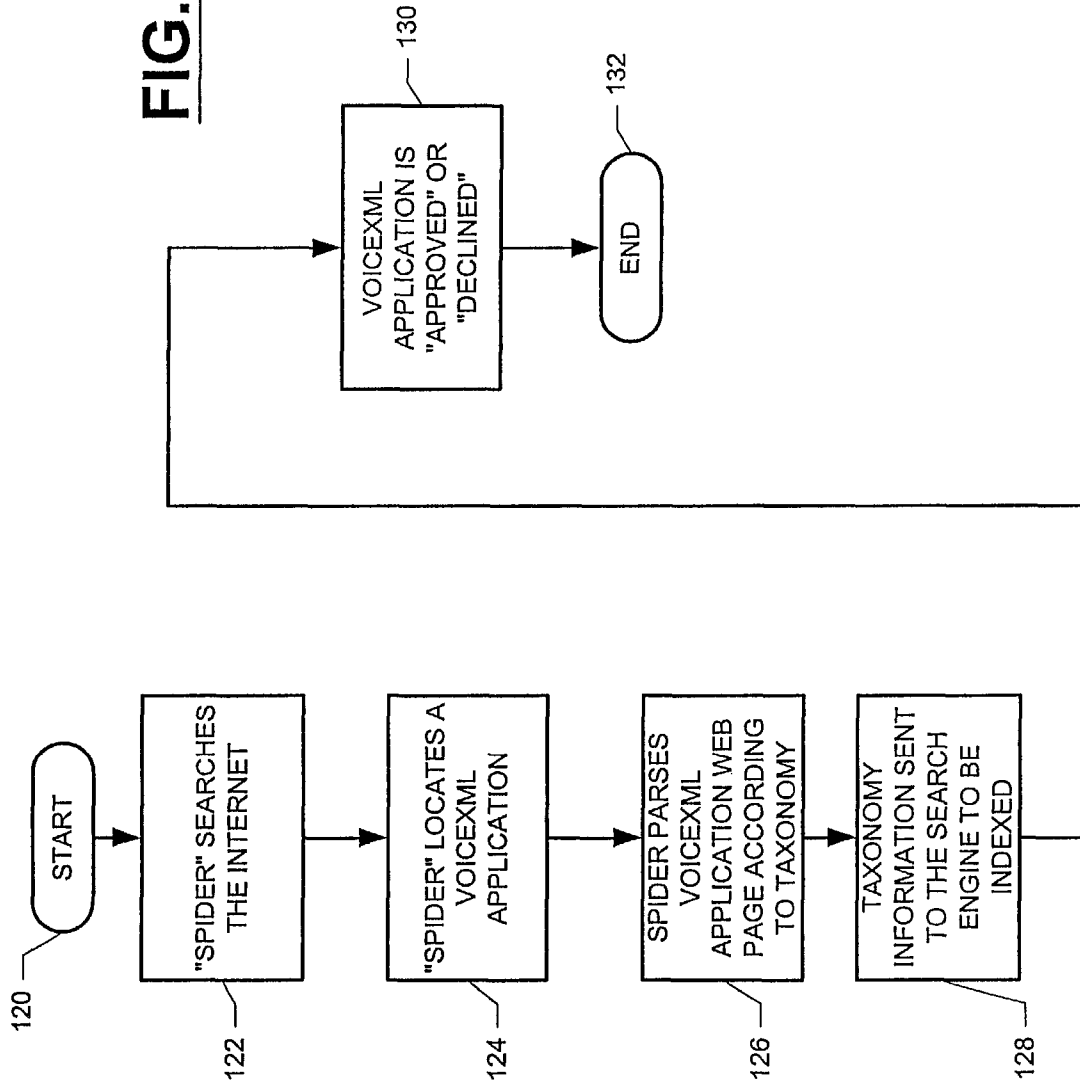 FIG.
120
START
122
"SPIDER" SEARCHES
THE INTERNET
124
"SPIDER" LOCATES A
VOICEXML
APPLICATION
126
SPIDER PARSES
VOICEXML
APPLICATION WEB
PAGE ACCORDING
TO TAXONOMY
128
TAXONOMY
INFORMATION SENT
TO THE SEARCH
ENGINE TO BE
INDEXED
130
VOICEXML
APPLICATION IS
"APPROVED" OR
"DECLINED"
132
END